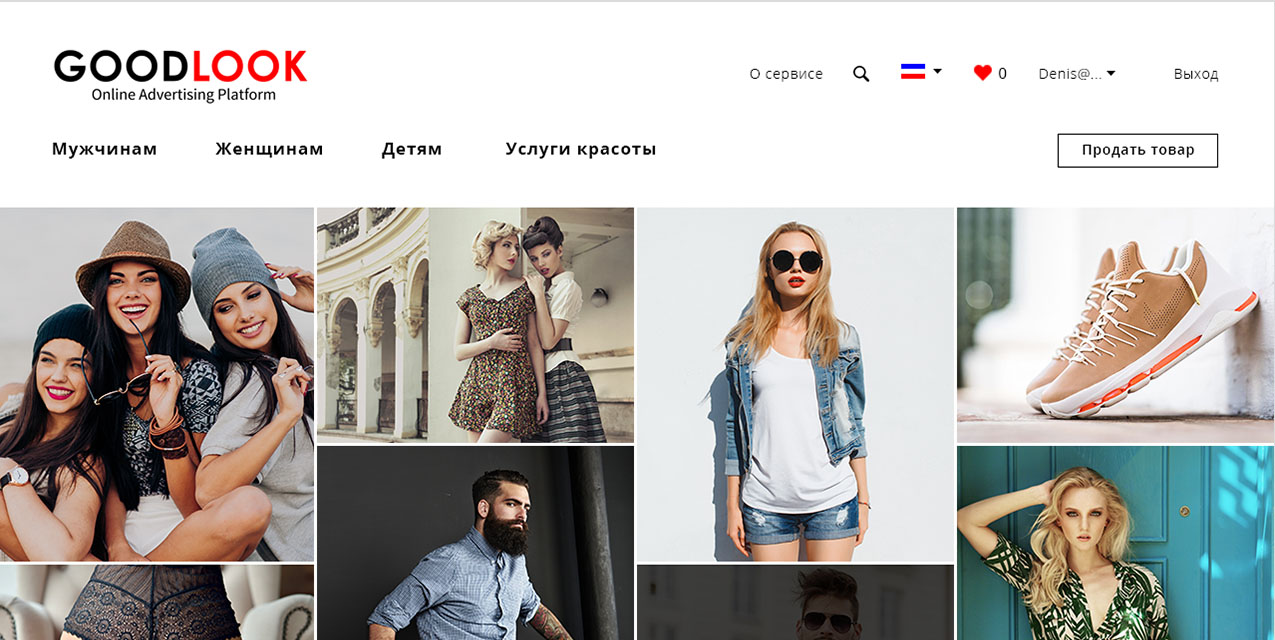 GOODLOOK
Online Advertising Platform
О сервисе
0
Denis@...
Выход
Мужчинам
Женщинам
Детям
Услуги красоты
Продать товар